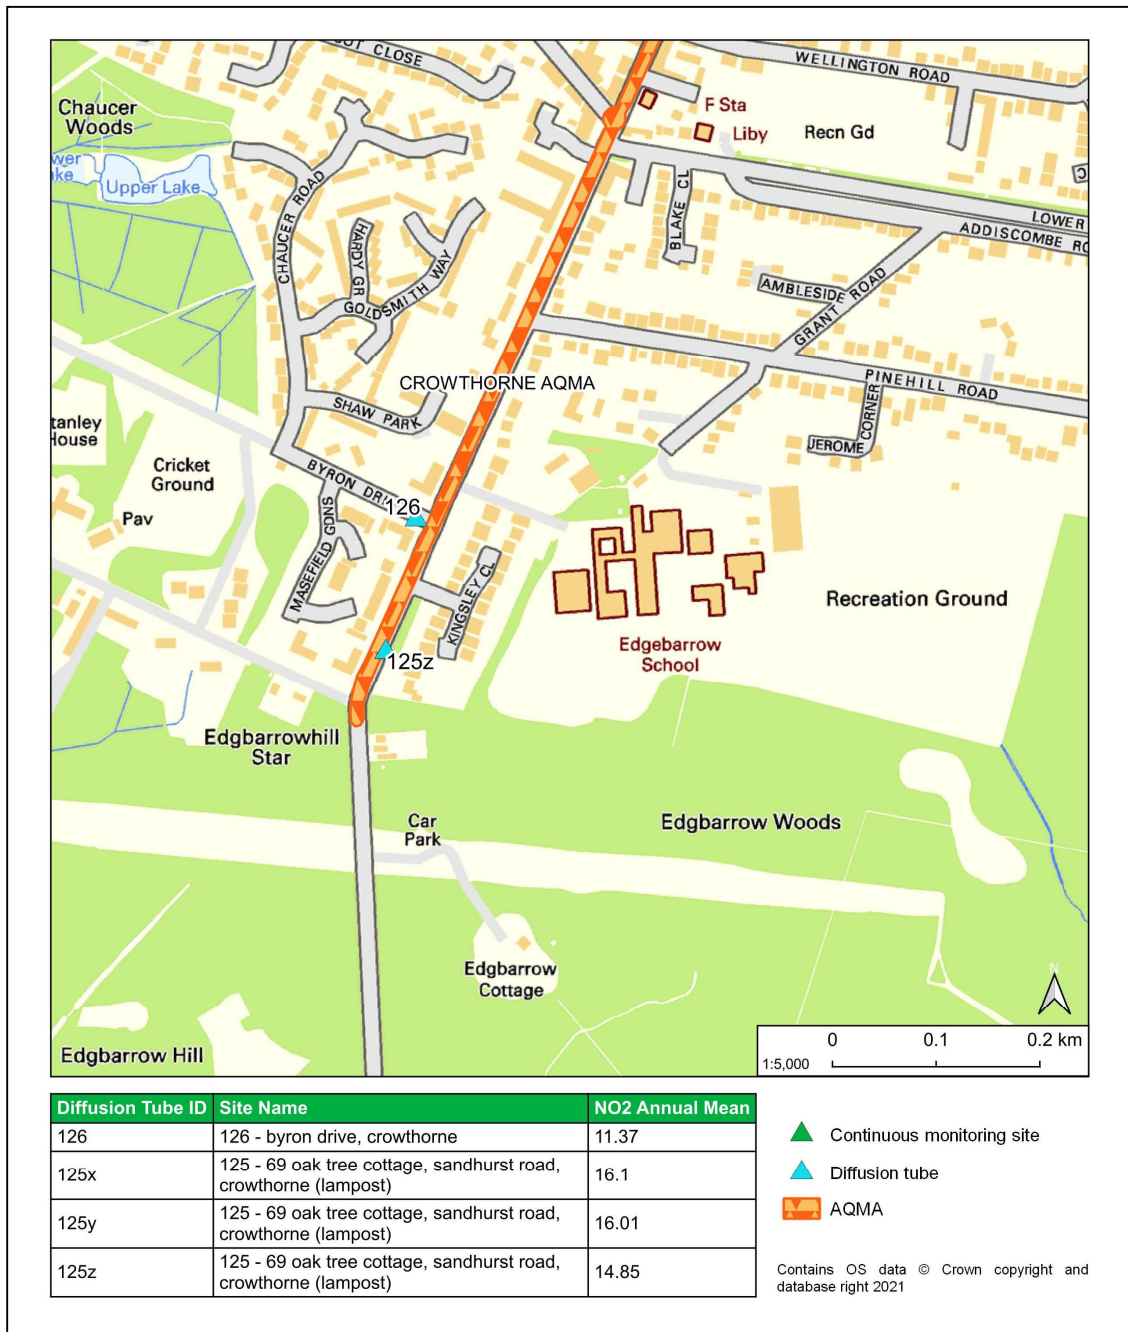 OT CLOSE
WELLINGTON ROAD
Chaucer
Woods
F Sta
Liby
Recn Gd
wer
ke
Upper Lake
CHAUCER ROAD
HARDY GR
GOLDSMITH WAY
BLAKE CL
LOWER
ADDISCOMBE RO
C
AMBLESIDE
GRANT ROAD
CROWTHORNE AQMA
PINEHILL ROAD
SHAW PARK
JEROME CORNER
tanley
House
Cricket
Ground
Pav
BYRON DRI
126
MASEFIELD GDNS
KINGSLEY CL
125z
Edgebarrow
School
Recreation Ground
Edgbarrowhill
Star
Car
Park
Edgbarrow Woods
Edgbarrow
Cottage
Edgbarrow Hill
N
0 0.1 0.2 km
1:5,000
Diffusion Tube ID Site Name NO2 Annual Mean
126 126 - byron drive, crowthorne 11.37
125x 125 - 69 oak tree cottage, sandhurst road,
crowthorne (lampost) 16.1
125y 125 - 69 oak tree cottage, sandhurst road,
crowthorne (lampost) 16.01
125z 125 - 69 oak tree cottage, sandhurst road,
crowthorne (lampost) 14.85
Continuous monitoring site
Diffusion tube
AQMA
Contains OS data © Crown copyright and
database right 2021